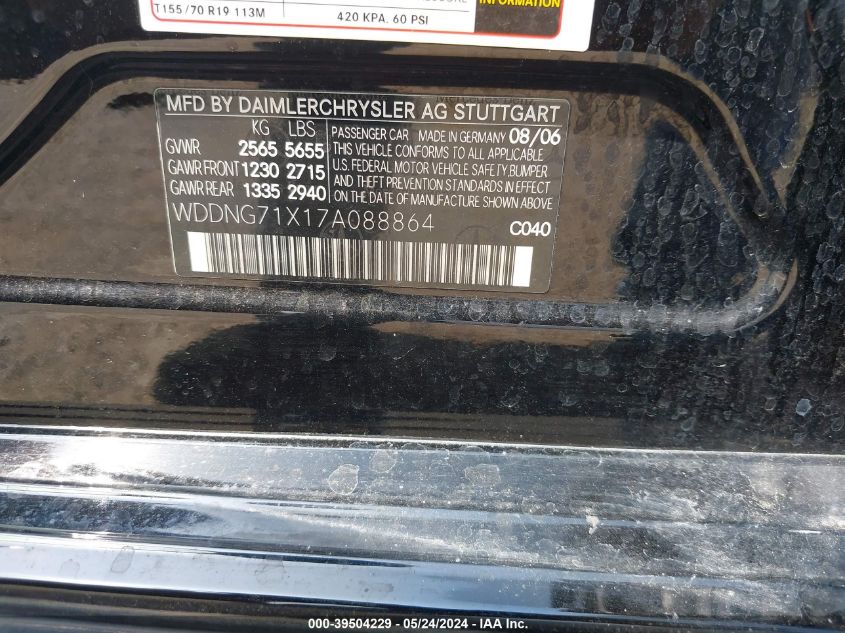 INFORMATION
T155/70 R19 113M
420 KPA. 60 PSI
MFD BY DAIMLERCHRYSLER AG STUTTGART
KG LBS
GVWR 2565 5655
GAWR FRONT 1230 2715
GAWR REAR 1335 2940
PASSENGER CAR MADE IN GERMANY 08/06
THIS VEHICLE CONFORMS TO ALL APPLICABLE
U.S. FEDERAL MOTOR VEHICLE SAFETY, BUMPER
AND THEFT PREVENTION STANDARDS IN EFFECT
ON THE DATE OF MANUFACTURE SHOWN ABOVE
WDDNG71X17A088864
C040
000-39504229 - 05/24/2024 - IAAI.com